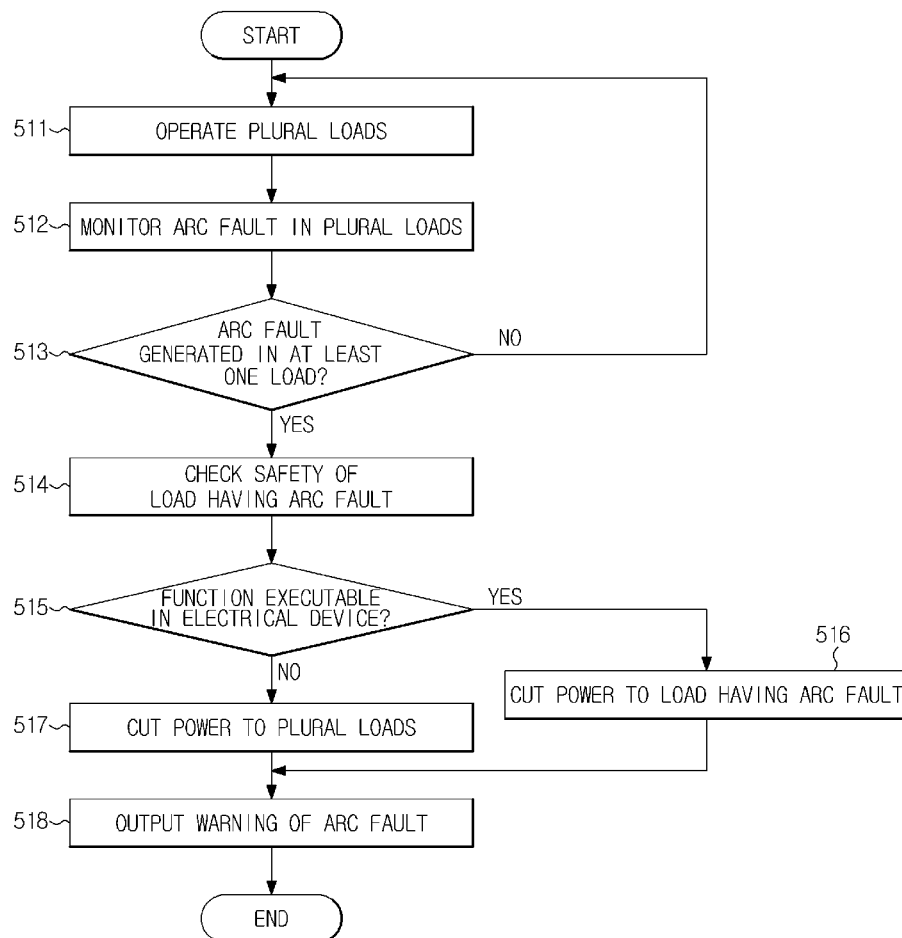 START
511
OPERATE PLURAL LOADS
512
MONITOR ARC FAULT IN PLURAL LOADS
513
ARC FAULT
GENERATED IN AT LEAST
ONE LOAD?
NO
YES
514
CHECK SAFETY OF
LOAD HAVING ARC FAULT
515
FUNCTION EXECUTABLE
IN ELECTRICAL DEVICE?
YES
NO
516
CUT POWER TO LOAD HAVING ARC FAULT
517
CUT POWER TO PLURAL LOADS
518
OUTPUT WARNING OF ARC FAULT
END